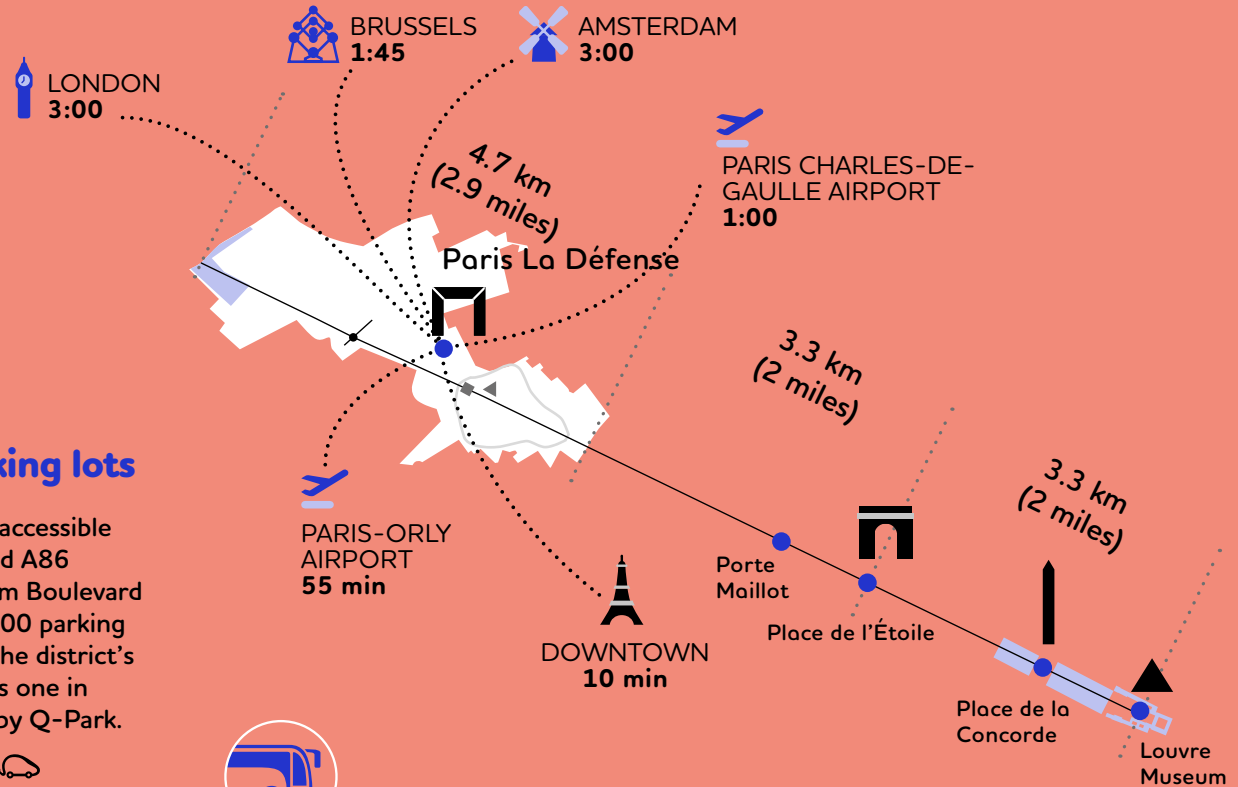 BRUSSELS
1:45
AMSTERDAM
3:00
LONDON
3:00
4.7 km
(2.9 miles)
PARIS CHARLES-DE-
GAULLE AIRPORT
1:00
Paris La Défense
3.3 km
(2 miles)
3.3 km
(2 miles)
king lots
accessible
d A86
m Boulevard
00 parking
he district's
s one in
by Q-Park.
PARIS-ORLY
AIRPORT
55 min
DOWNTOWN
10 min
Porte
Maillot
Place de l'Étoile
Place de la
Concorde
Louvre
Museum